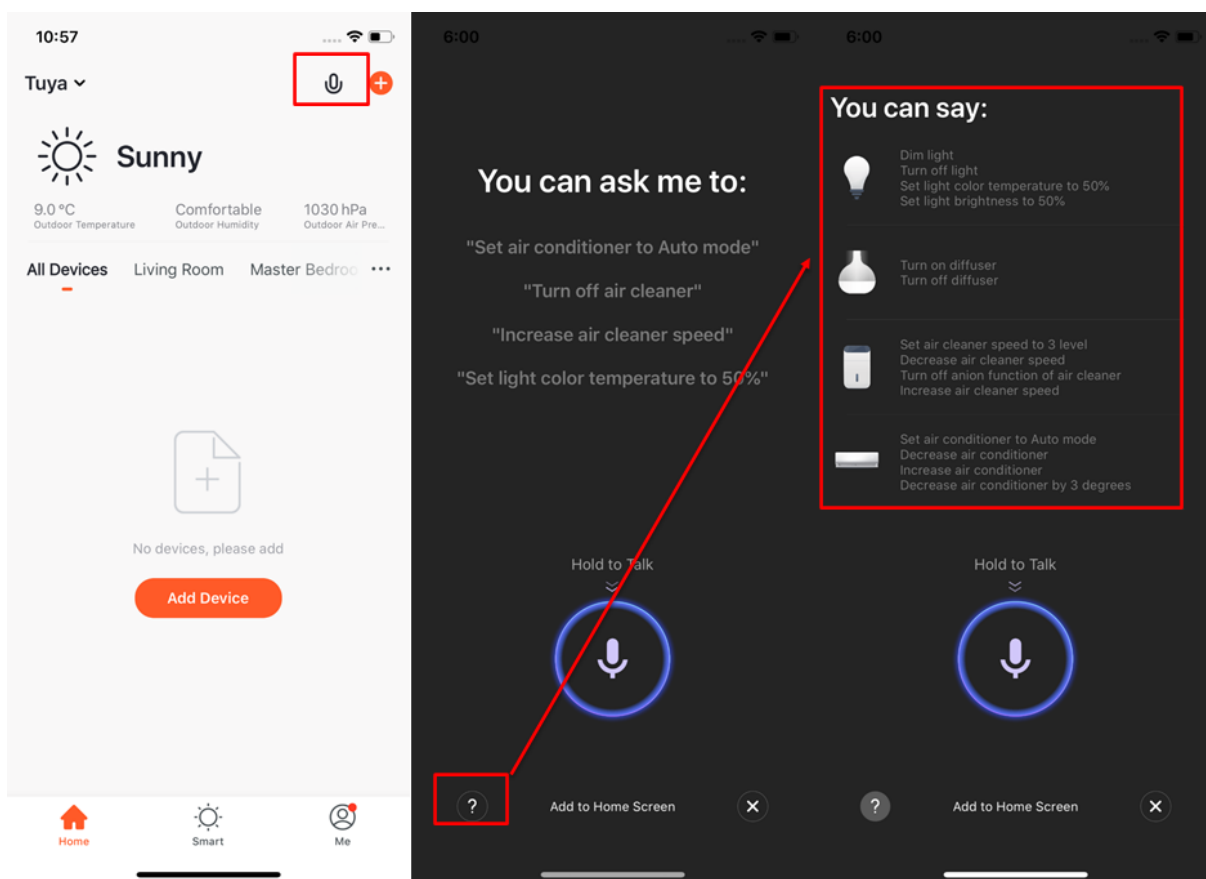 10:57
Tuya
Sunny
9.0 °C
Outdoor Temperature
Comfortable
Outdoor Humidity
1030 hPa
Outdoor Air Pre...
All Devices
Living Room
Master Bedroo
No devices, please add
Add Device
Home
Smart
Me
6:00
You can ask me to:
"Set air conditioner to Auto mode"
"Turn off air cleaner"
"Increase air cleaner speed"
"Set light color temperature to 50%"
Hold to Talk
?
Add to Home Screen
6:00
You can say:
Dim light
Turn off light
Set light color temperature to 50%
Set light brightness to 50%
Turn on diffuser
Turn off diffuser
Set air cleaner speed to 3 level
Decrease air cleaner speed
Turn off anion function of air cleaner
Increase air cleaner speed
Set air conditioner to Auto mode
Decrease air conditioner
Increase air conditioner
Decrease air conditioner by 3 degrees
Hold to Talk
?
Add to Home Screen